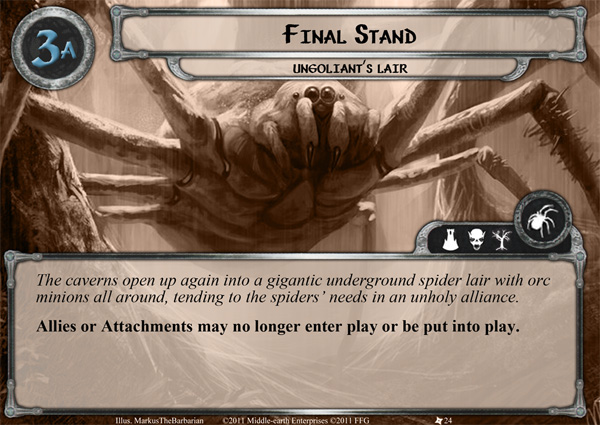 3A
FINAL STAND
UNGOLIANT'S LAIR
The caverns open up again into a gigantic underground spider lair with orc
minions all around, tending to the spiders' needs in an unholy alliance.
Allies or Attachments may no longer enter play or be put into play.
Illus. MarkusTheBarbarian ©2011 Middle-earth Enterprises ©2011 FFG 24